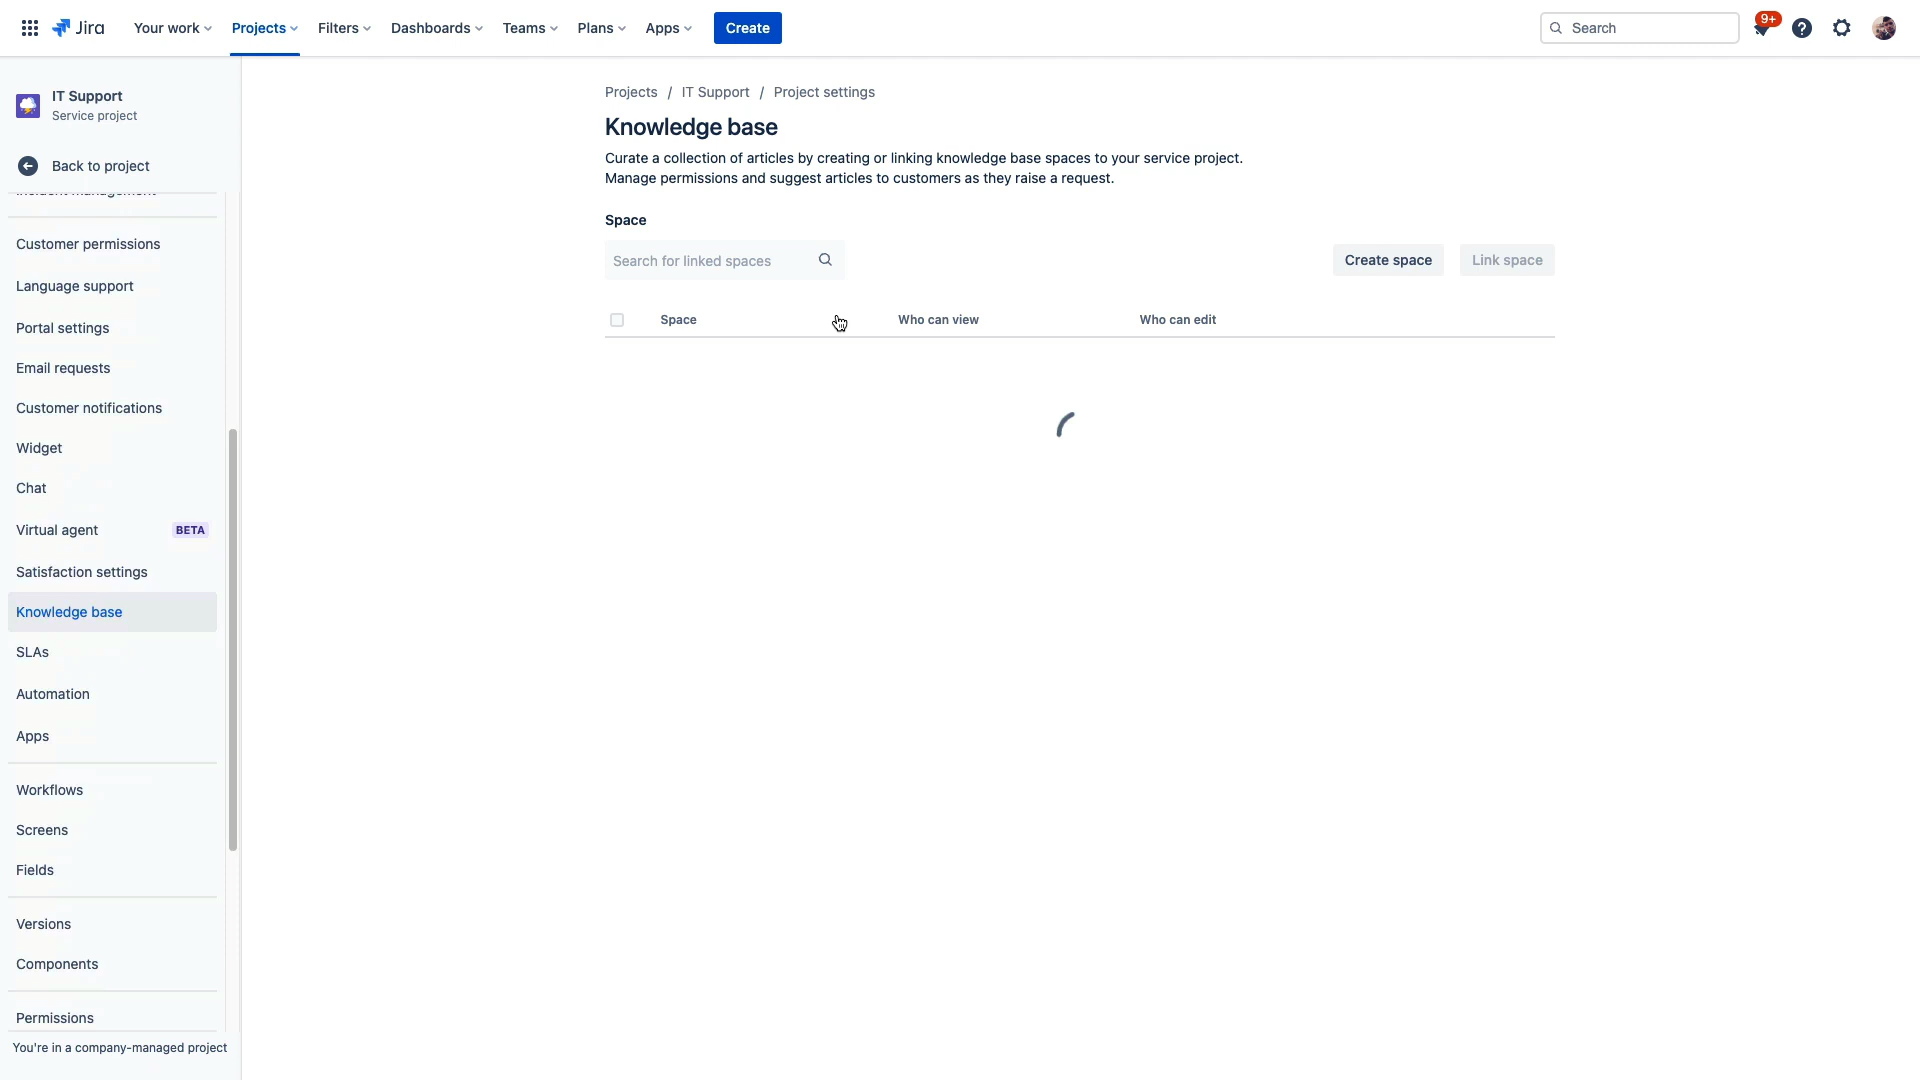 Jira
Your work
Projects
Filters
Dashboards
Teams
Plans
Apps
Create
Search
9+
IT Support
Service project
Back to project
Incident management
Customer permissions
Language support
Portal settings
Email requests
Customer notifications
Widget
Chat
Virtual agent BETA
Satisfaction settings
Knowledge base
SLAs
Automation
Apps
Workflows
Screens
Fields
Versions
Components
Permissions
You're in a company-managed project
Projects / IT Support / Project settings
Knowledge base
Curate a collection of articles by creating or linking knowledge base spaces to your service project.
Manage permissions and suggest articles to customers as they raise a request.
Space
Search for linked spaces
Create space
Link space
Space
Who can view
Who can edit